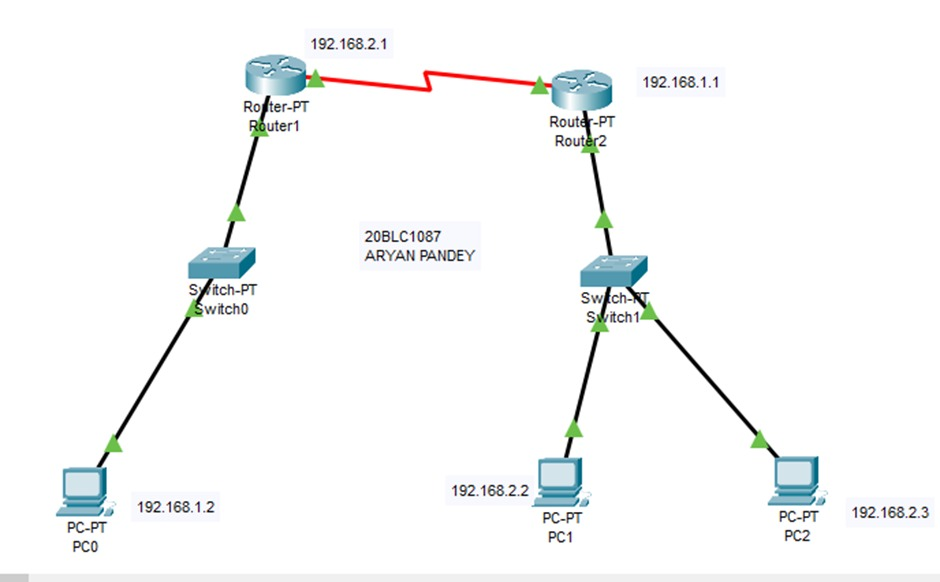 192.168.2.1
Router-PT
Router1
192.168.1.1
Router-PT
Router2
20BLC1087
ARYAN PANDEY
Switch-PT
Switch0
Switch-PT
Switch1
192.168.1.2
PC-PT
PC0
192.168.2.2
PC-PT
PC1
192.168.2.3
PC-PT
PC2